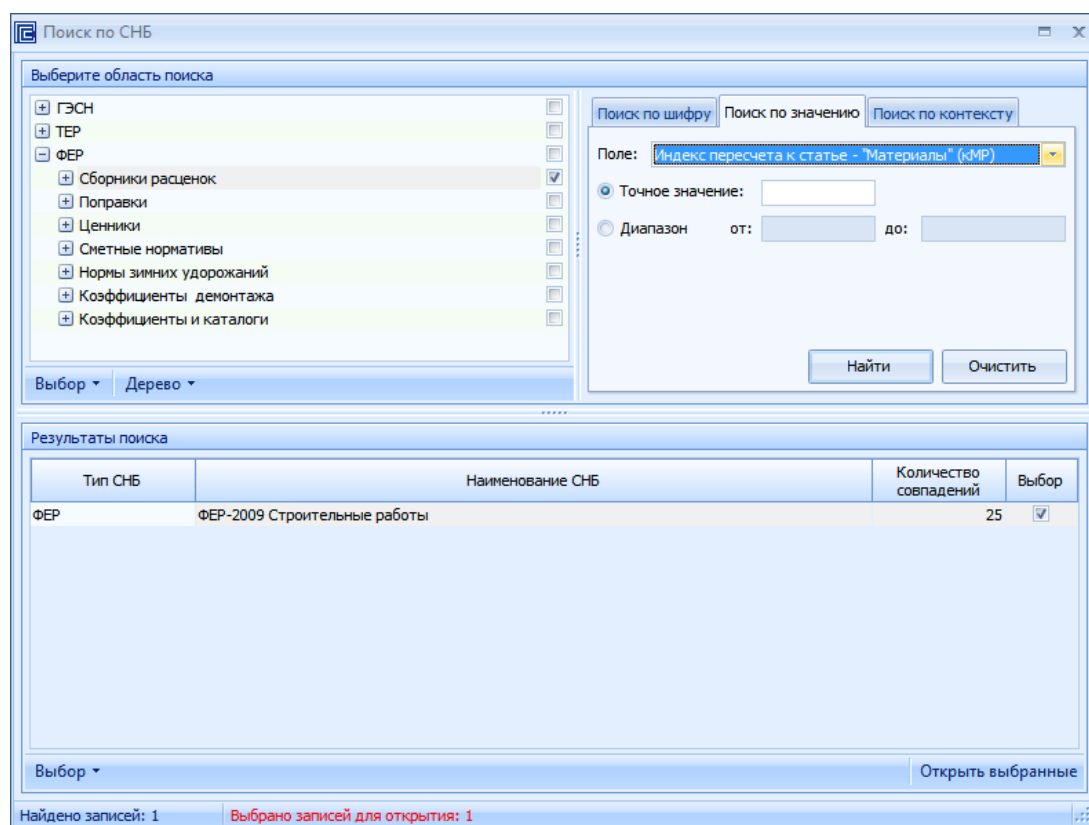 Поиск по СНБ
Выберите область поиска
ГЭСН
ТЕР
ФЕР
Сборники расценок
Поправки
Ценники
Сметные нормативы
Нормы зимних удорожаний
Коэффициенты демонтажа
Коэффициенты и каталоги
Выбор Дерево
Поиск по шифру Поиск по значению Поиск по контексту
Поле: Индекс пересчета к статье - "Материалы" (кМР)
Точное значение:
Диапазон от: до:
Найти Очистить
Результаты поиска
Тип СНБ Наименование СНБ Количество совпадений Выбор
ФЕР ФЕР-2009 Строительные работы 25
Выбор Открыть выбранные
Найдено записей: 1 Выбрано записей для открытия: 1